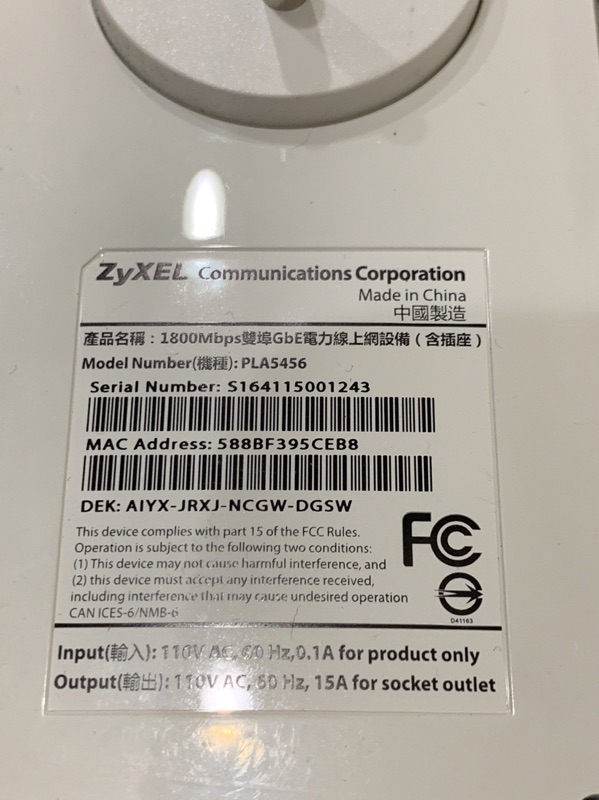 ZyXEL Communications Corporation
Made in China
中國製造
產品名稱：1800Mbps雙埠GbE電力線上網設備（含插座）
Model Number(機種): PLA5456
Serial Number: S164115001243
MAC Address: 588BF395CEB8
DEK: AIYX-JRXJ-NCGW-DGSW
This device complies with part 15 of the FCC Rules.
Operation is subject to the following two conditions:
(1) This device may not cause harmful interference, and
(2) this device must accept any interference received,
including interference that may cause undesired operation
CAN ICES-6/NMB-6
FC
D41163
Input(輸入): 110V AC, 60 Hz,0.1A for product only
Output(輸出): 110V AC, 60 Hz, 15A for socket outlet